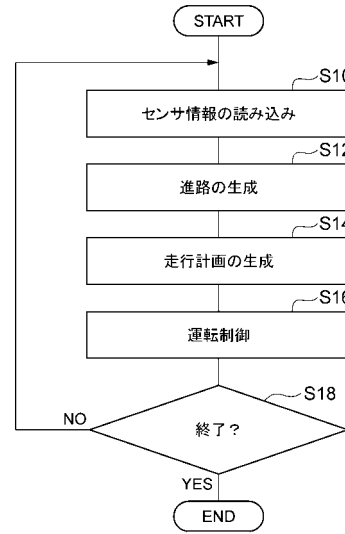 START
S10
センサ情報の読み込み
S12
進路の生成
S14
走行計画の生成
S16
運転制御
S18
終了?
NO
YES
END